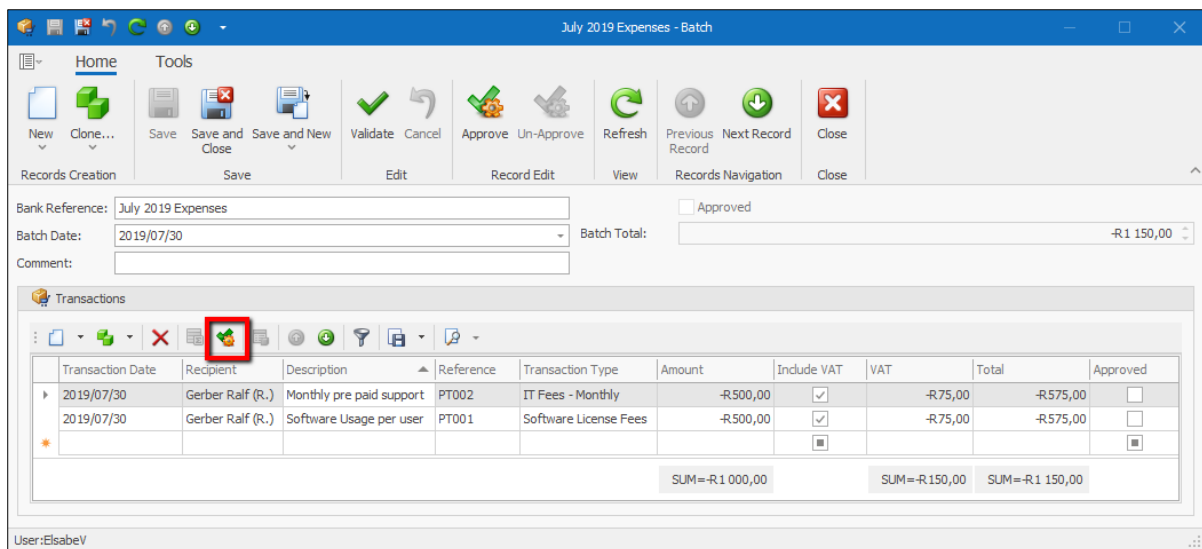 July 2019 Expenses - Batch
Home Tools
New Clone... Save Save and Close Save and New Validate Cancel Approve Un-Approve Refresh Previous Record Next Record Close
Records Creation Save Edit Record Edit View Records Navigation Close
Bank Reference: July 2019 Expenses Approved
Batch Date: 2019/07/30 Batch Total: -R1 150,00
Comment:
Transactions
Transaction Date Recipient Description Reference Transaction Type Amount Include VAT VAT Total Approved
2019/07/30 Gerber Ralf (R.) Monthly pre paid support PT002 IT Fees - Monthly -R500,00 -R75,00 -R575,00
2019/07/30 Gerber Ralf (R.) Software Usage per user PT001 Software License Fees -R500,00 -R75,00 -R575,00
SUM=-R1 000,00 SUM=-R150,00 SUM=-R1 150,00
User:ElsabeV